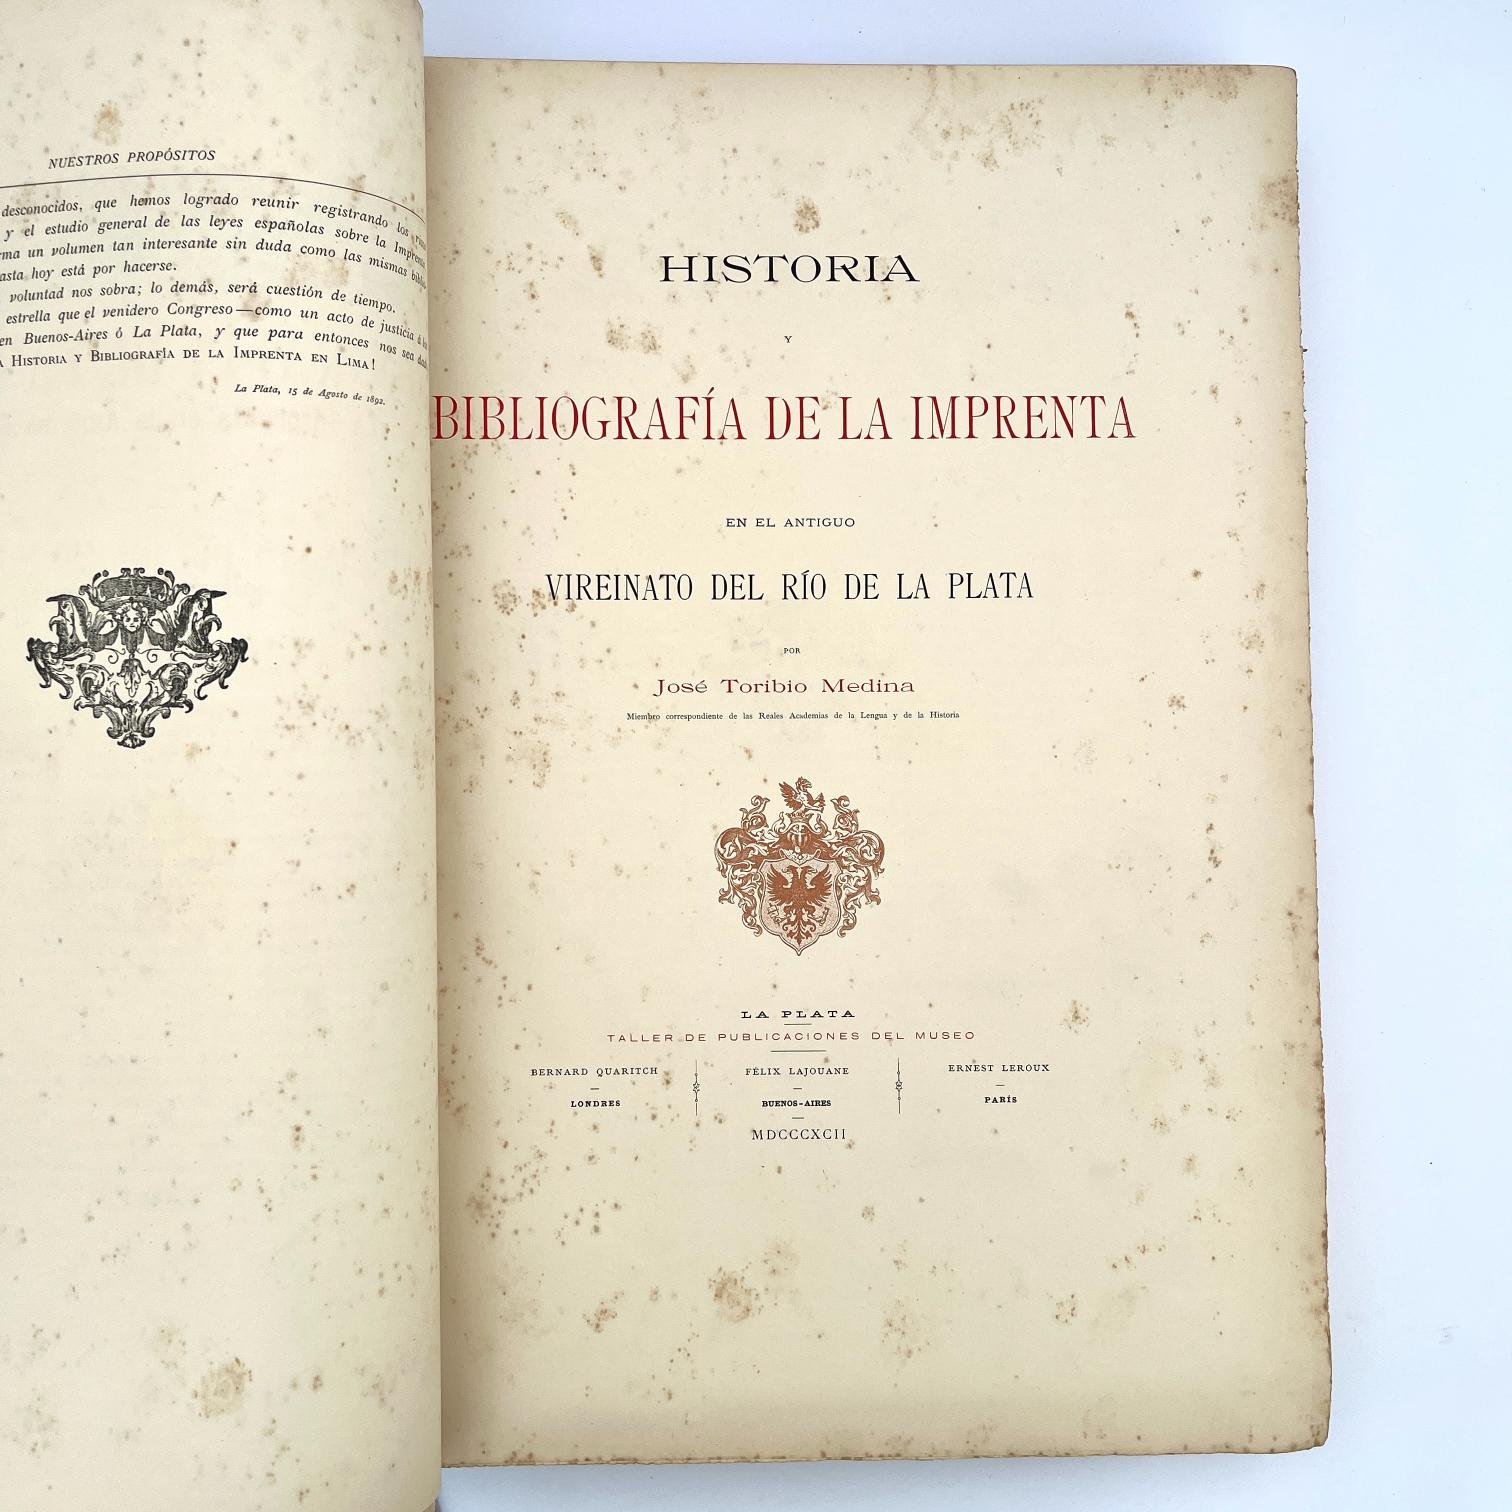 NUESTROS PROPÓSITOS
desconocidos, que hemos logrado reunir registrando los
y el estudio general de las leyes españolas sobre la Imprenta
un volumen tan interesante sin duda como las mismas
hasta hoy está por hacerse.
voluntad nos sobra; lo demás, será cuestión de tiempo.
estrella que el venidero Congreso—como un acto de justicia á
en Buenos-Aires ó La Plata, y que para entonces nos sea
HISTORIA Y BIBLIOGRAFÍA DE LA IMPRENTA EN LIMA!
La Plata, 15 de Agosto de 1892.
HISTORIA
Y
BIBLIOGRAFÍA DE LA IMPRENTA
EN EL ANTIGUO
VIREINATO DEL RÍO DE LA PLATA
POR
José Toribio Medina
Miembro correspondiente de las Reales Academias de la Lengua y de la Historia
LA PLATA
TALLER DE PUBLICACIONES DEL MUSEO
BERNARD QUARITCH
LONDRES
FÉLIX LAJOUANE
BUENOS-AIRES
ERNEST LEROUX
PARÍS
MDCCCXCII